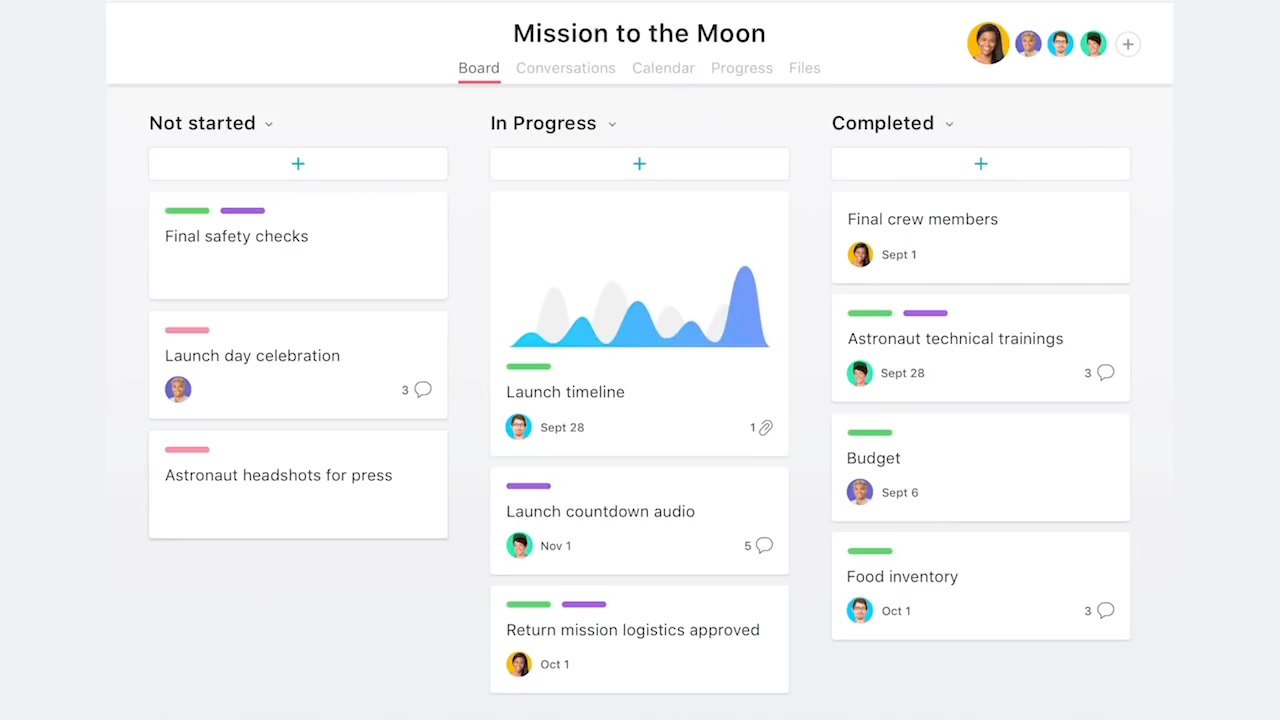 Mission to the Moon
Board Conversations Calendar Progress Files
Not started
Final safety checks
Launch day celebration
3
Astronaut headshots for press
In Progress
Launch timeline
Sept 28
1
Launch countdown audio
Nov 1
5
Return mission logistics approved
Oct 1
Completed
Final crew members
Sept 1
Astronaut technical trainings
Sept 28
3
Budget
Sept 6
Food inventory
Oct 1
3